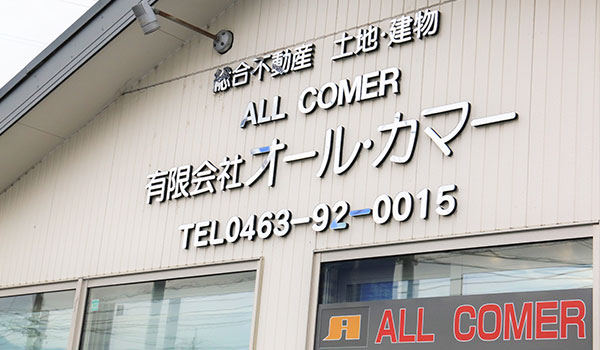 総合不動産 土地・建物
ALL COMER
有限会社オール・カマー
TEL0463-92-0015
ALL COMER